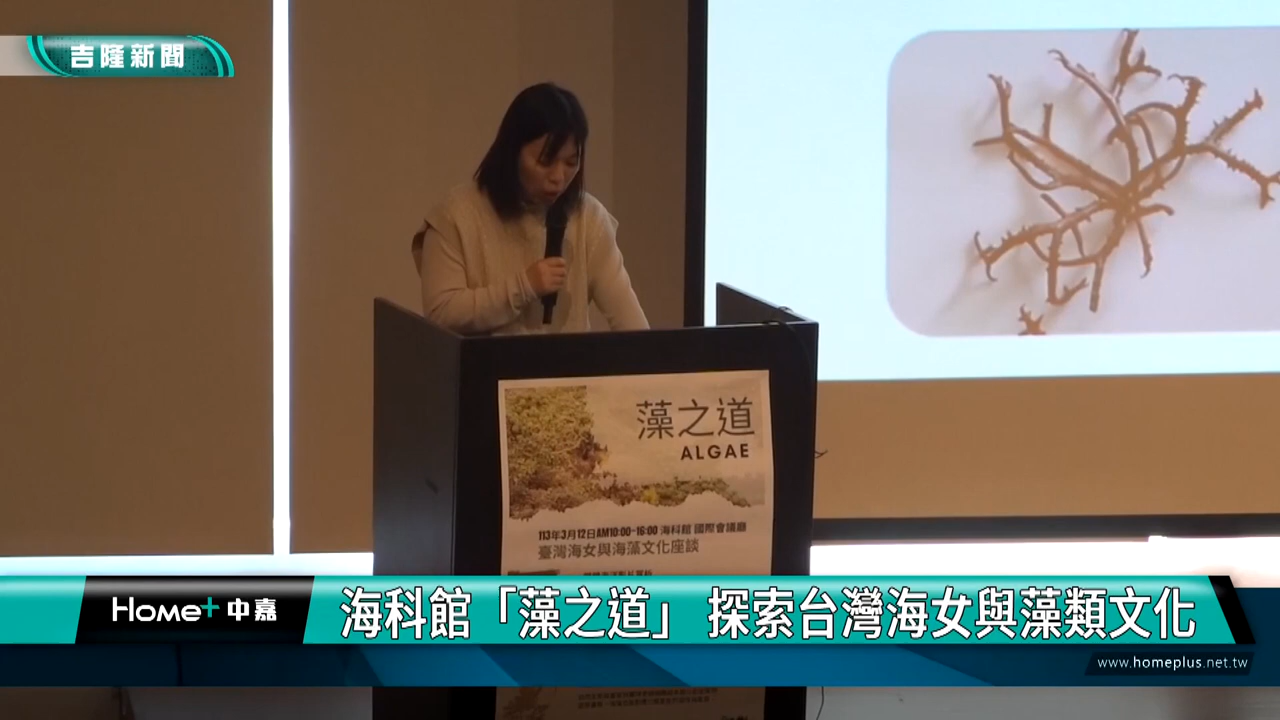 吉隆新聞
藻之道
ALGAE
113年3月12日AM10:00-16:00 海科館 國際會議廳
臺灣海女與海藻文化座談
Home+中嘉
海科館「藻之道」 探索台灣海女與藻類文化
www.homeplus.net.tw